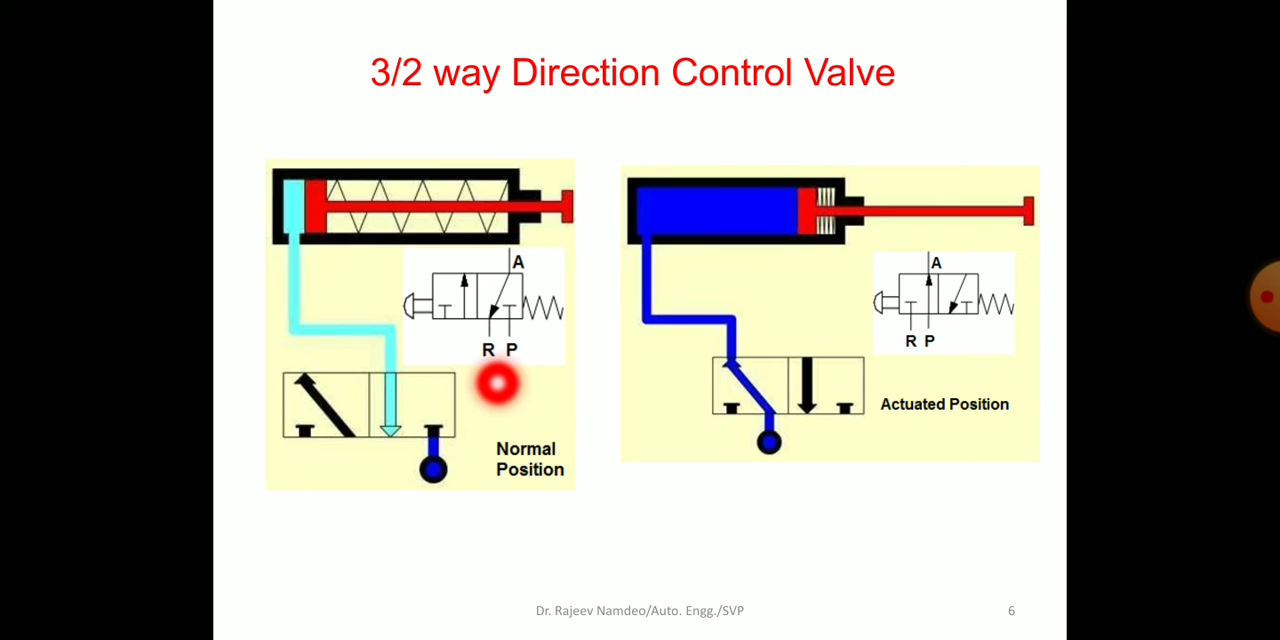 3/2 way Direction Control Valve
A
R P
Normal
Position
A
R P
Actuated Position
Dr. Rajeev Namdeo/Auto. Engg./SVP
6